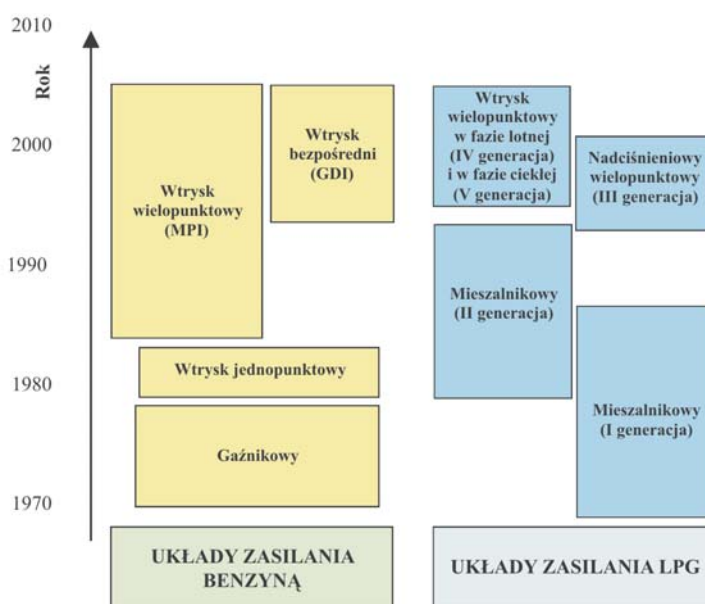 2010
Rok
2000
1990
1980
1970
Wtrysk
wielopunktowy
(MPI)
Wtrysk
bezpośredni
(GDI)
Wtrysk jednopunktowy
Gaźnikowy
UKŁADY ZASILANIA
BENZYNĄ
Wtrysk
wielopunktowy
w fazie lotnej
(IV generacja)
i w fazie ciekłej
(V generacja)
Nadciśnieniowy
wielopunktowy
(III generacja)
Mieszalnikowy
(II generacja)
Mieszalnikowy
(I generacja)
UKŁADY ZASILANIA LPG